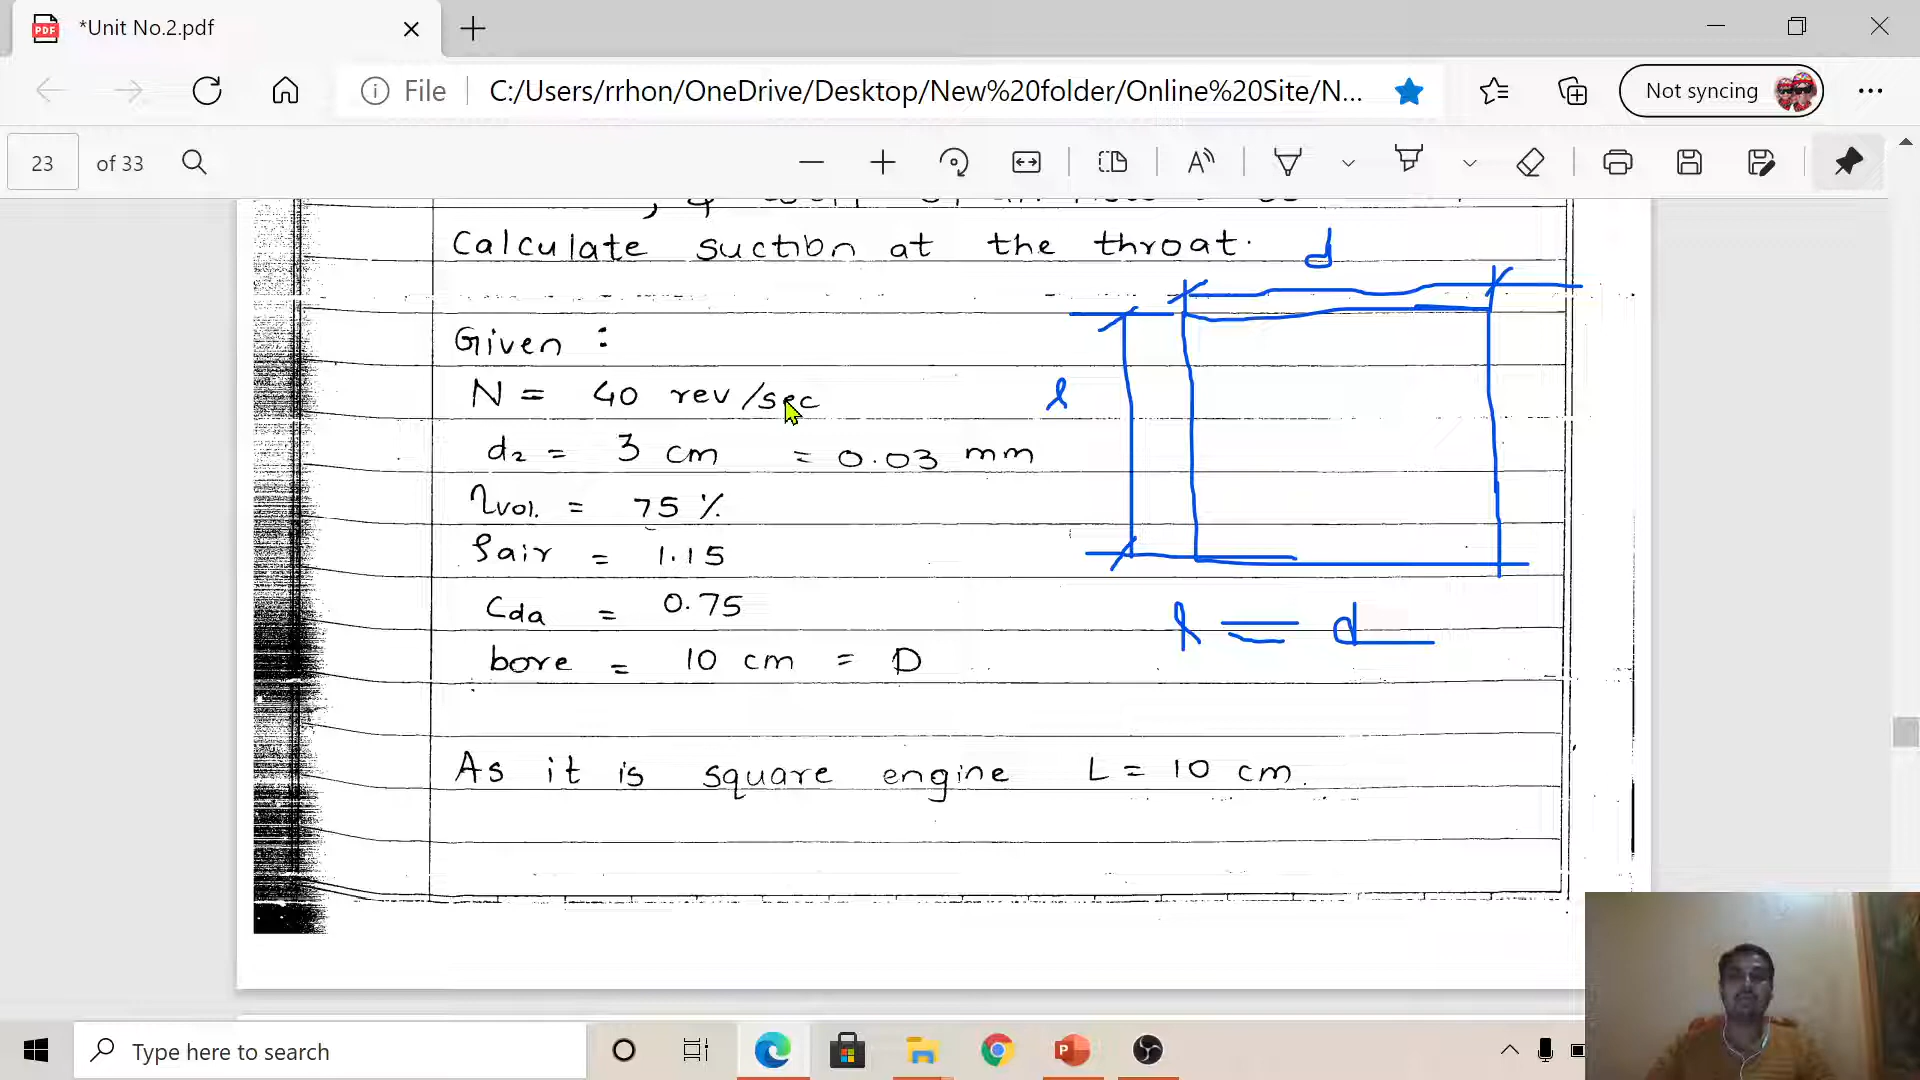 *Unit No.2.pdf
File
C:/Users/rrhon/OneDrive/Desktop/New%20folder/Online%20Site/N...
Not syncing
23 of 33
Calculate suction at the throat.
d
Given :
N = 40 rev/sec
l
d₂ = 3 cm = 0.03 mm
ηvol. = 75 %
ρair = 1.15
Cda = 0.75
l = d
bore = 10 cm = D
As it is square engine L = 10 cm.
Type here to search